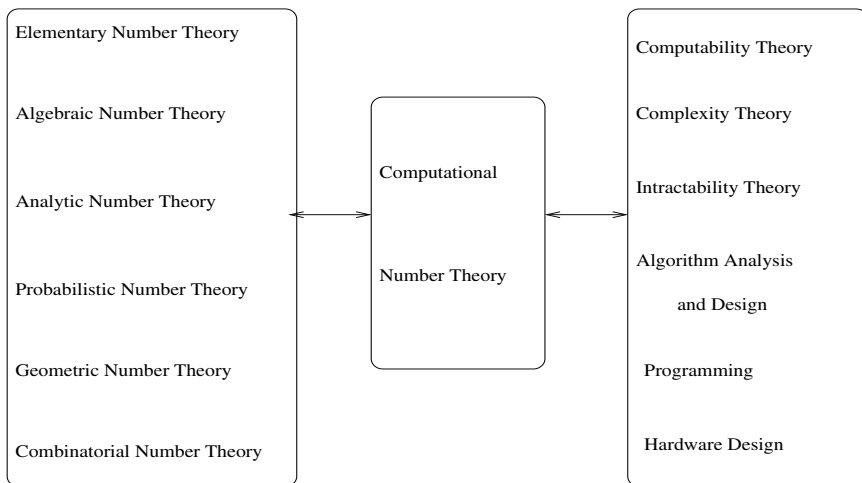 Elementary Number Theory
Algebraic Number Theory
Analytic Number Theory
Probabilistic Number Theory
Geometric Number Theory
Combinatorial Number Theory
Computational
Number Theory
Computability Theory
Complexity Theory
Intractability Theory
Algorithm Analysis
and Design
Programming
Hardware Design